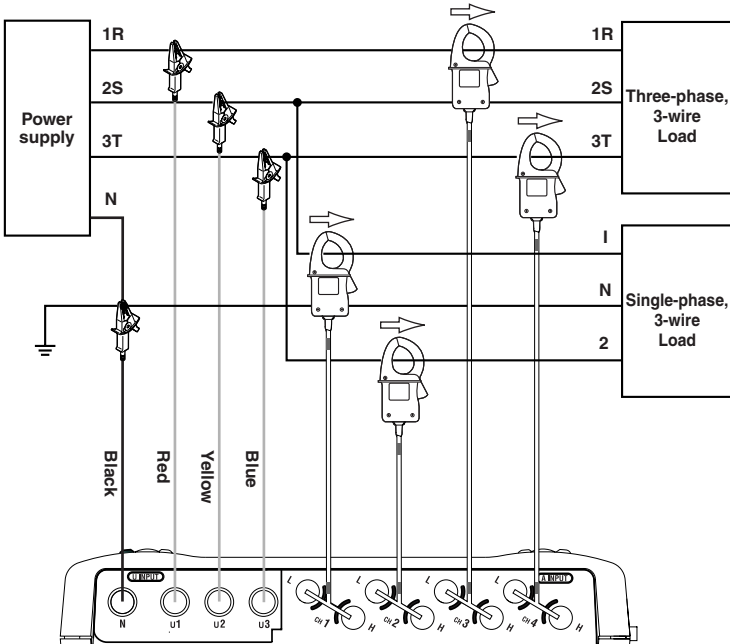 1R
1R
2S
2S
Power
supply
Three-phase,
3-wire
Load
3T
3T
N
I
N
Single-phase,
3-wire
Load
2
Black
Red
Yellow
Blue
U INPUT
A INPUT
N
U1
U2
U3
L
CH 1
H
L
CH 2
H
L
CH 3
H
L
CH 4
H